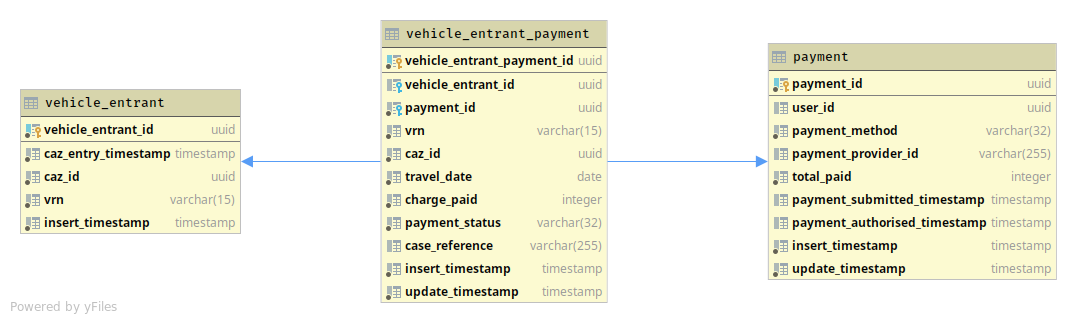 vehicle_entrant
vehicle_entrant_id uuid
caz_entry_timestamp timestamp
caz_id uuid
vrn varchar(15)
insert_timestamp timestamp
vehicle_entrant_payment
vehicle_entrant_payment_id uuid
vehicle_entrant_id uuid
payment_id uuid
vrn varchar(15)
caz_id uuid
travel_date date
charge_paid integer
payment_status varchar(32)
case_reference varchar(255)
insert_timestamp timestamp
update_timestamp timestamp
payment
payment_id uuid
user_id uuid
payment_method varchar(32)
payment_provider_id varchar(255)
total_paid integer
payment_submitted_timestamp timestamp
payment_authorised_timestamp timestamp
insert_timestamp timestamp
update_timestamp timestamp
Powered by yFiles